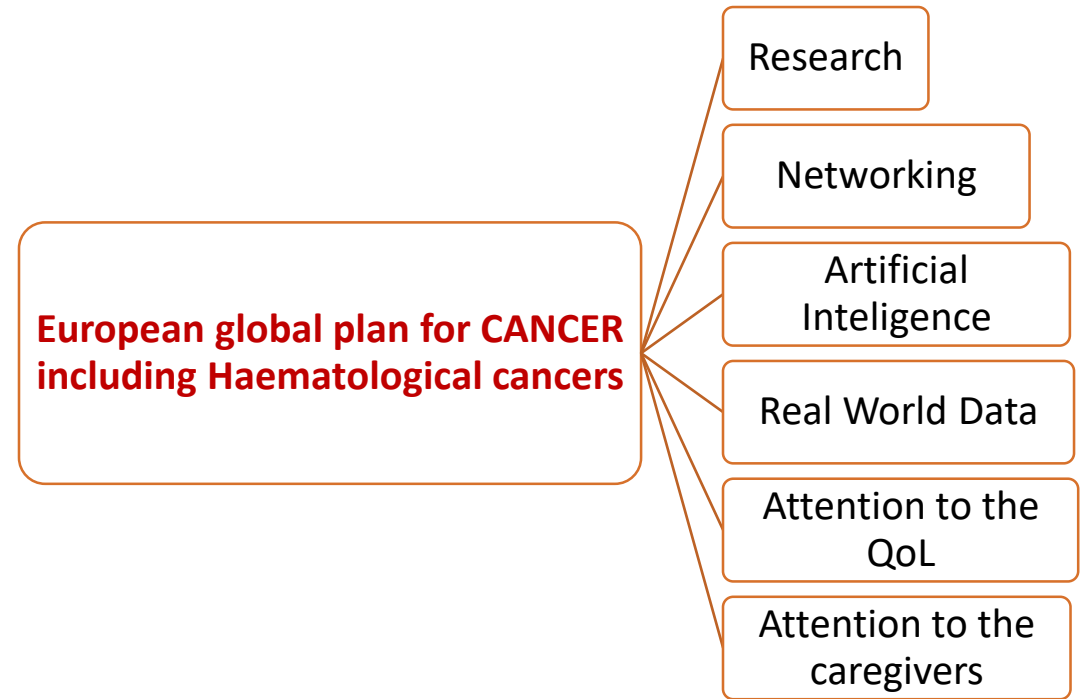 Research
Networking
Artificial
Inteligence
European global plan for CANCER
including Haematological cancers
Real World Data
Attention to the
QoL
Attention to the
caregivers